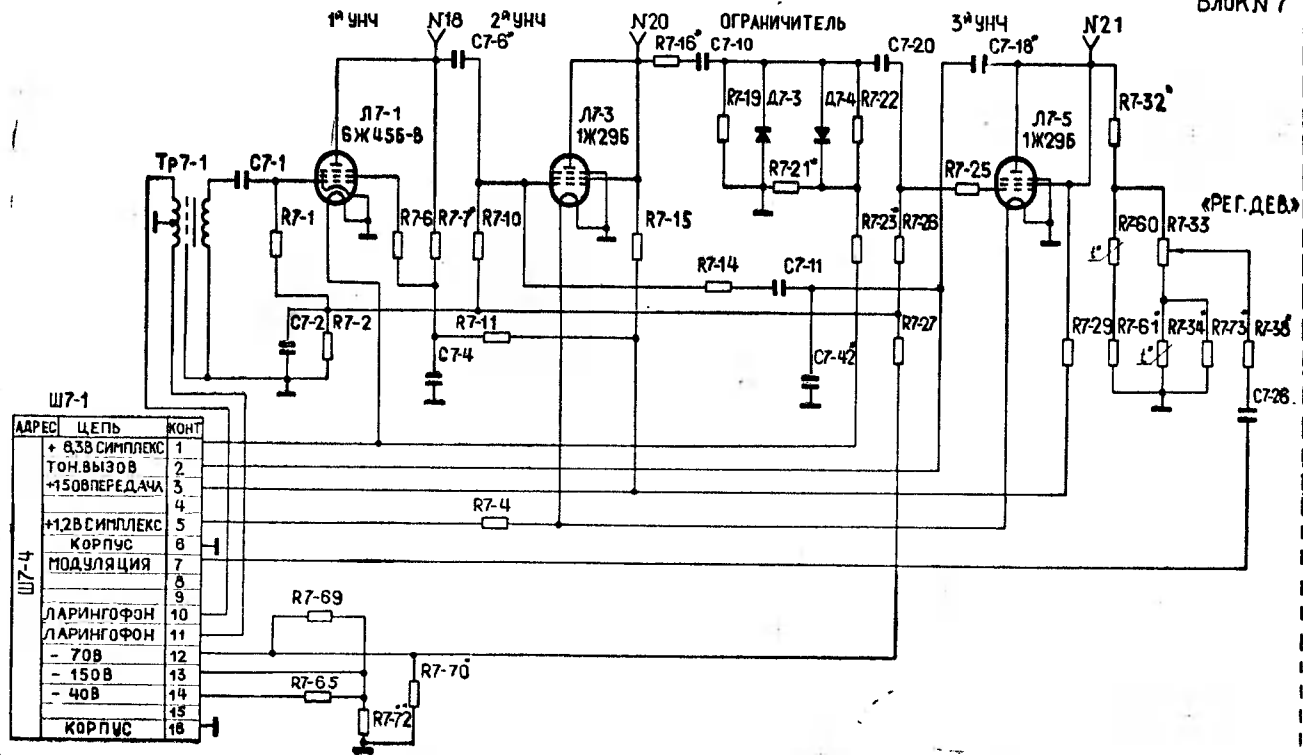 БЛОК N 7
1й УНЧ
N18
2й УНЧ
N20
ОГРАНИЧИТЕЛЬ
3й УНЧ
N21
C7-6*
R7-16*
C7-10
C7-20
C7-18*
Л7-1
6Ж45Б-В
Л7-3
1Ж29Б
R7-19
Д7-3
Д7-4
R7-22
Л7-5
1Ж29Б
R7-32*
Тр7-1
C7-1
R7-21*
R7-25
«РЕГ.ДЕВ.»
R7-1
R7-6
R7-7*
R7-10
R7-15
R7-23*
R7-26
R7-60
R7-33
t°
R7-14
C7-11
C7-2
R7-2
R7-11
C7-4
C7-42*
R7-27
R7-29
R7-61*
R7-34*
R7-73*
R7-38*
t°
C7-28
Ш7-1
АДРЕС ЦЕПЬ КОНТ
Ш7-4
+ 6,3В СИМПЛЕКС 1
ТОН.ВЫЗОВ 2
+150В ПЕРЕДАЧА 3
4
+1,2В СИМПЛЕКС 5
КОРПУС 6
МОДУЛЯЦИЯ 7
8
9
ЛАРИНГОФОН 10
ЛАРИНГОФОН 11
- 70В 12
- 150В 13
- 40В 14
15
КОРПУС 16
R7-4
R7-69
R7-65
R7-70*
R7-72*